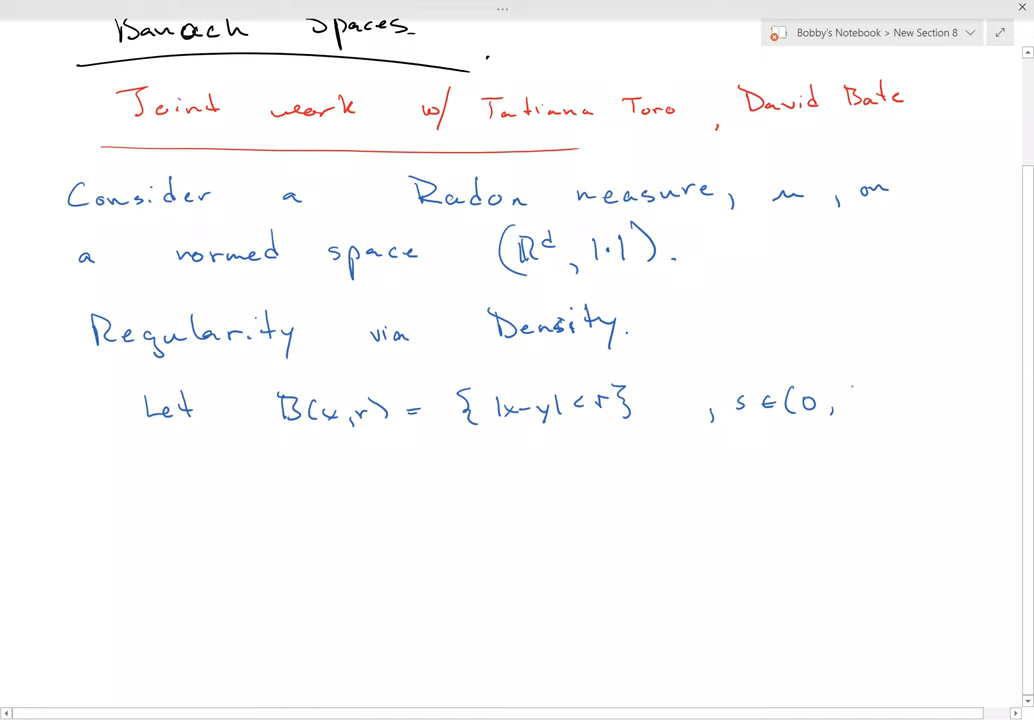 Banach Spaces.
Bobby's Notebook > New Section 8
Joint work w/ Tatiana Toro, David Bate
Consider a Radon measure, μ, on
a normed space (ℝᵈ, |·|).
Regularity via Density.
Let B(x,r) = { |x-y| < r } , s ∈ (0,